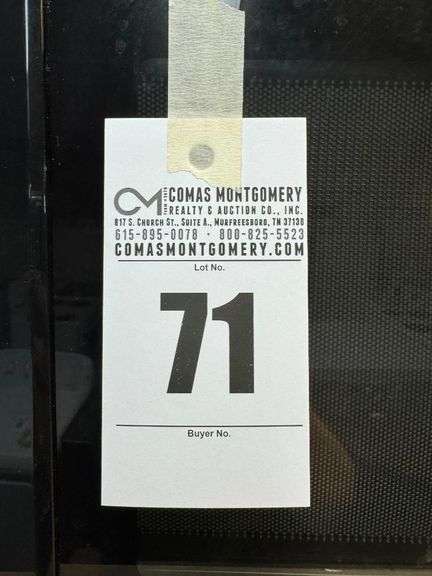 CM COMAS MONTGOMERY
REALTY & AUCTION CO., INC.
817 S. CHURCH ST., SUITE A., MURFREESBORO, TN 37130
615-895-0078 · 800-825-5523
COMASMONTGOMERY.COM
Lot No.
71
Buyer No.